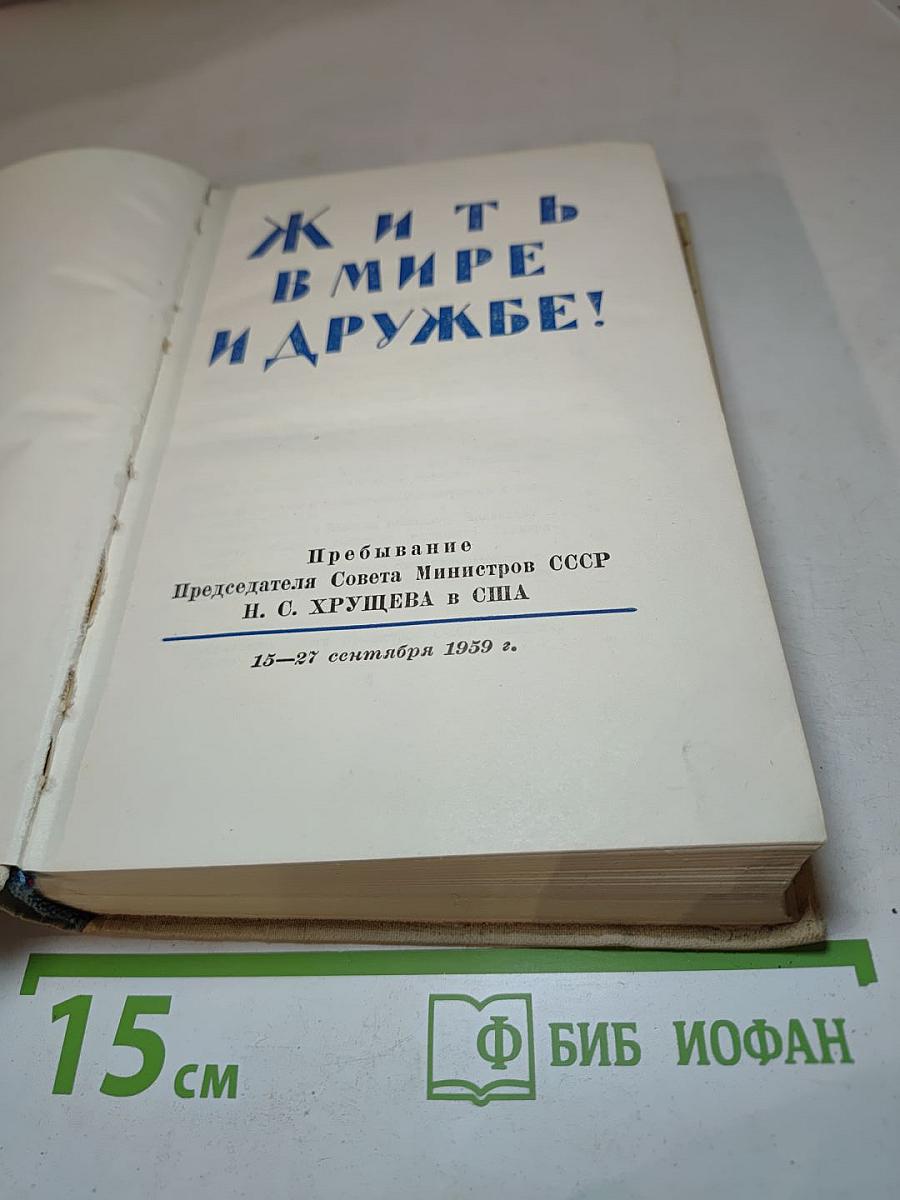 ЖИТЬ
В МИРЕ
И ДРУЖБЕ!
Пребывание
Председателя Совета Министров СССР
Н. С. ХРУЩЕВА в США
15—27 сентября 1959 г.
15 см
Ф БИБ ИОФАН